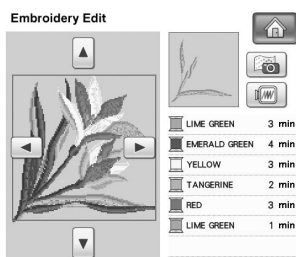 Embroidery Edit
LIME GREEN 3 min
EMERALD GREEN 4 min
YELLOW 3 min
TANGERINE 2 min
RED 3 min
LIME GREEN 1 min